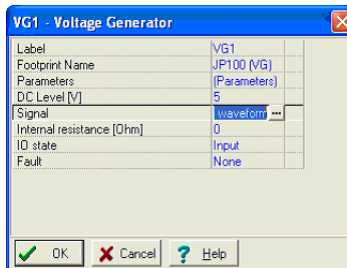 VG1 - Voltage Generator
Label VG1
Footprint Name JP100 (VG)
Parameters (Parameters)
DC Level [V] 5
Signal waveform ...
Internal resistance [Ohm] 0
IO state Input
Fault None
OK Cancel ? Help